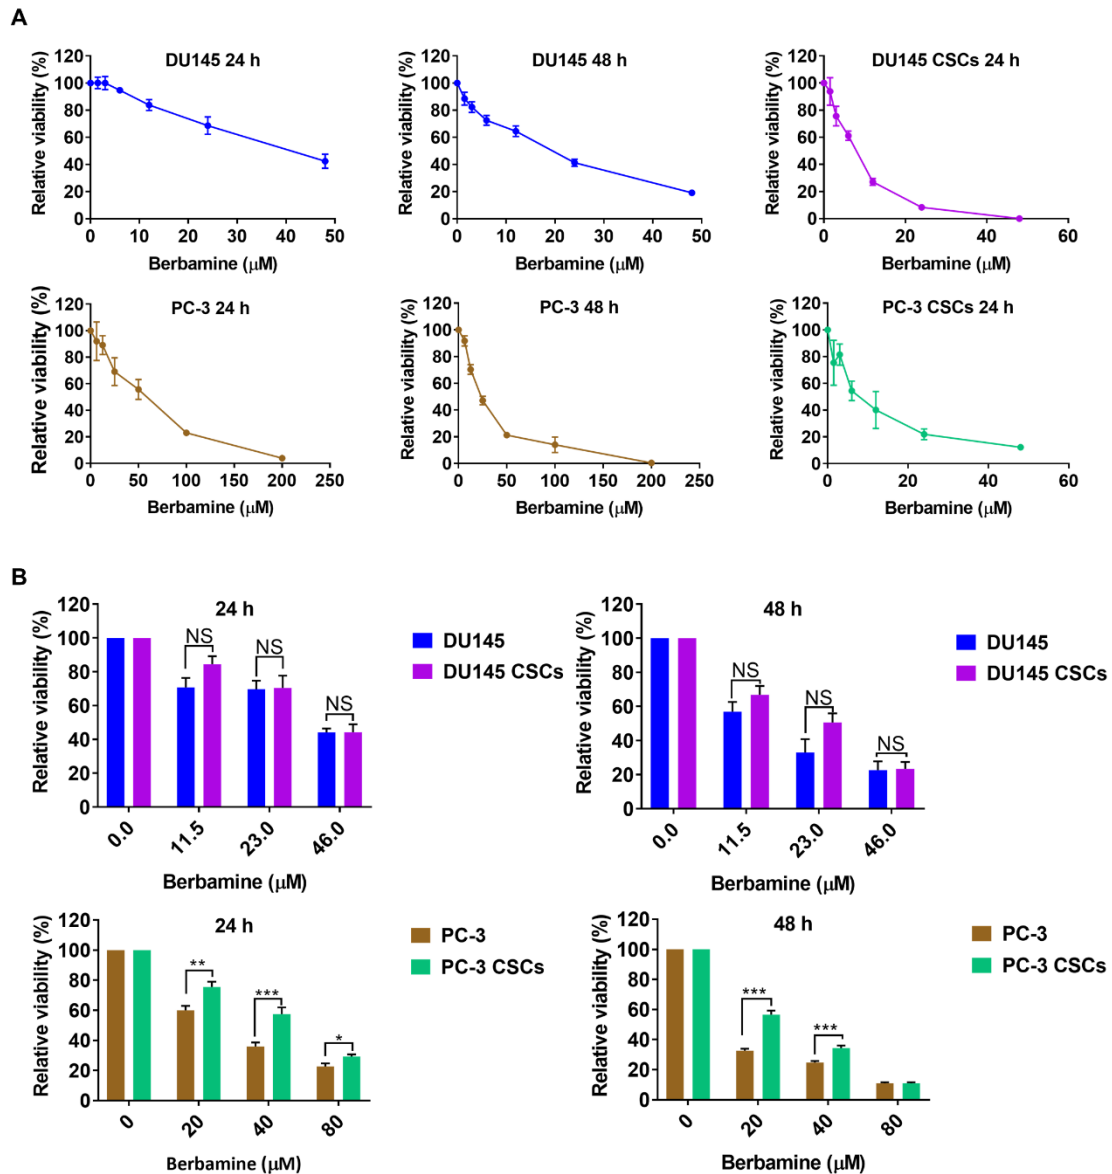 A
DU145 24 h
Relative viability (%)
120
100
80
60
40
20
0
0 10 20 30 40 50
Berbamine (μM)
DU145 48 h
Relative viability (%)
120
100
80
60
40
20
0
0 10 20 30 40 50
Berbamine (μM)
DU145 CSCs 24 h
Relative viability (%)
120
100
80
60
40
20
0
0 20 40 60
Berbamine (μM)
PC-3 24 h
Relative viability (%)
120
100
80
60
40
20
0
0 50 100 150 200 250
Berbamine (μM)
PC-3 48 h
Relative viability (%)
120
100
80
60
40
20
0
0 50 100 150 200 250
Berbamine (μM)
PC-3 CSCs 24 h
Relative viability (%)
120
100
80
60
40
20
0
0 20 40 60
Berbamine (μM)
B
24 h
Relative viability (%)
120
100
80
60
40
20
0
NS NS NS
0.0 11.5 23.0 46.0
Berbamine (μM)
DU145
DU145 CSCs
48 h
Relative viability (%)
120
100
80
60
40
20
0
NS NS NS
0.0 11.5 23.0 46.0
Berbamine (μM)
DU145
DU145 CSCs
24 h
Relative viability (%)
120
100
80
60
40
20
0
** *** *
0 20 40 80
Berbamine (μM)
PC-3
PC-3 CSCs
48 h
Relative viability (%)
120
100
80
60
40
20
0
*** ***
0 20 40 80
Berbamine (μM)
PC-3
PC-3 CSCs